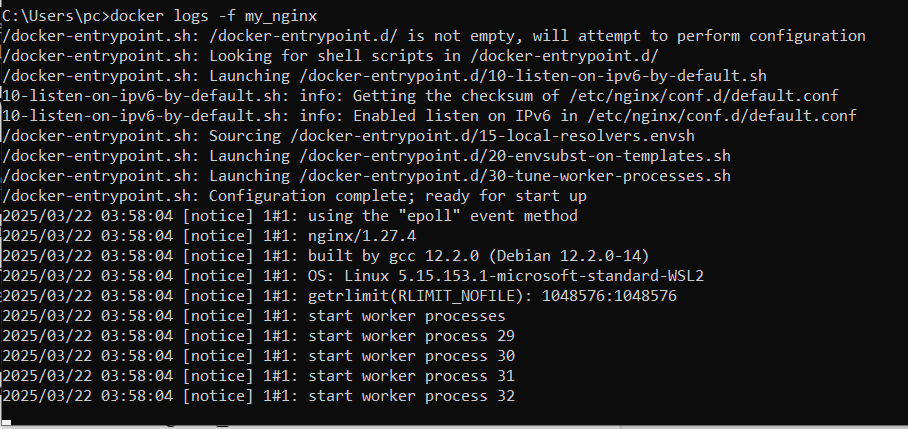 C:\Users\pc>docker logs -f my_nginx
/docker-entrypoint.sh: /docker-entrypoint.d/ is not empty, will attempt to perform configuration
/docker-entrypoint.sh: Looking for shell scripts in /docker-entrypoint.d/
/docker-entrypoint.sh: Launching /docker-entrypoint.d/10-listen-on-ipv6-by-default.sh
10-listen-on-ipv6-by-default.sh: info: Getting the checksum of /etc/nginx/conf.d/default.conf
10-listen-on-ipv6-by-default.sh: info: Enabled listen on IPv6 in /etc/nginx/conf.d/default.conf
/docker-entrypoint.sh: Sourcing /docker-entrypoint.d/15-local-resolvers.envsh
/docker-entrypoint.sh: Launching /docker-entrypoint.d/20-envsubst-on-templates.sh
/docker-entrypoint.sh: Launching /docker-entrypoint.d/30-tune-worker-processes.sh
/docker-entrypoint.sh: Configuration complete; ready for start up
2025/03/22 03:58:04 [notice] 1#1: using the "epoll" event method
2025/03/22 03:58:04 [notice] 1#1: nginx/1.27.4
2025/03/22 03:58:04 [notice] 1#1: built by gcc 12.2.0 (Debian 12.2.0-14)
2025/03/22 03:58:04 [notice] 1#1: OS: Linux 5.15.153.1-microsoft-standard-WSL2
2025/03/22 03:58:04 [notice] 1#1: getrlimit(RLIMIT_NOFILE): 1048576:1048576
2025/03/22 03:58:04 [notice] 1#1: start worker processes
2025/03/22 03:58:04 [notice] 1#1: start worker process 29
2025/03/22 03:58:04 [notice] 1#1: start worker process 30
2025/03/22 03:58:04 [notice] 1#1: start worker process 31
2025/03/22 03:58:04 [notice] 1#1: start worker process 32